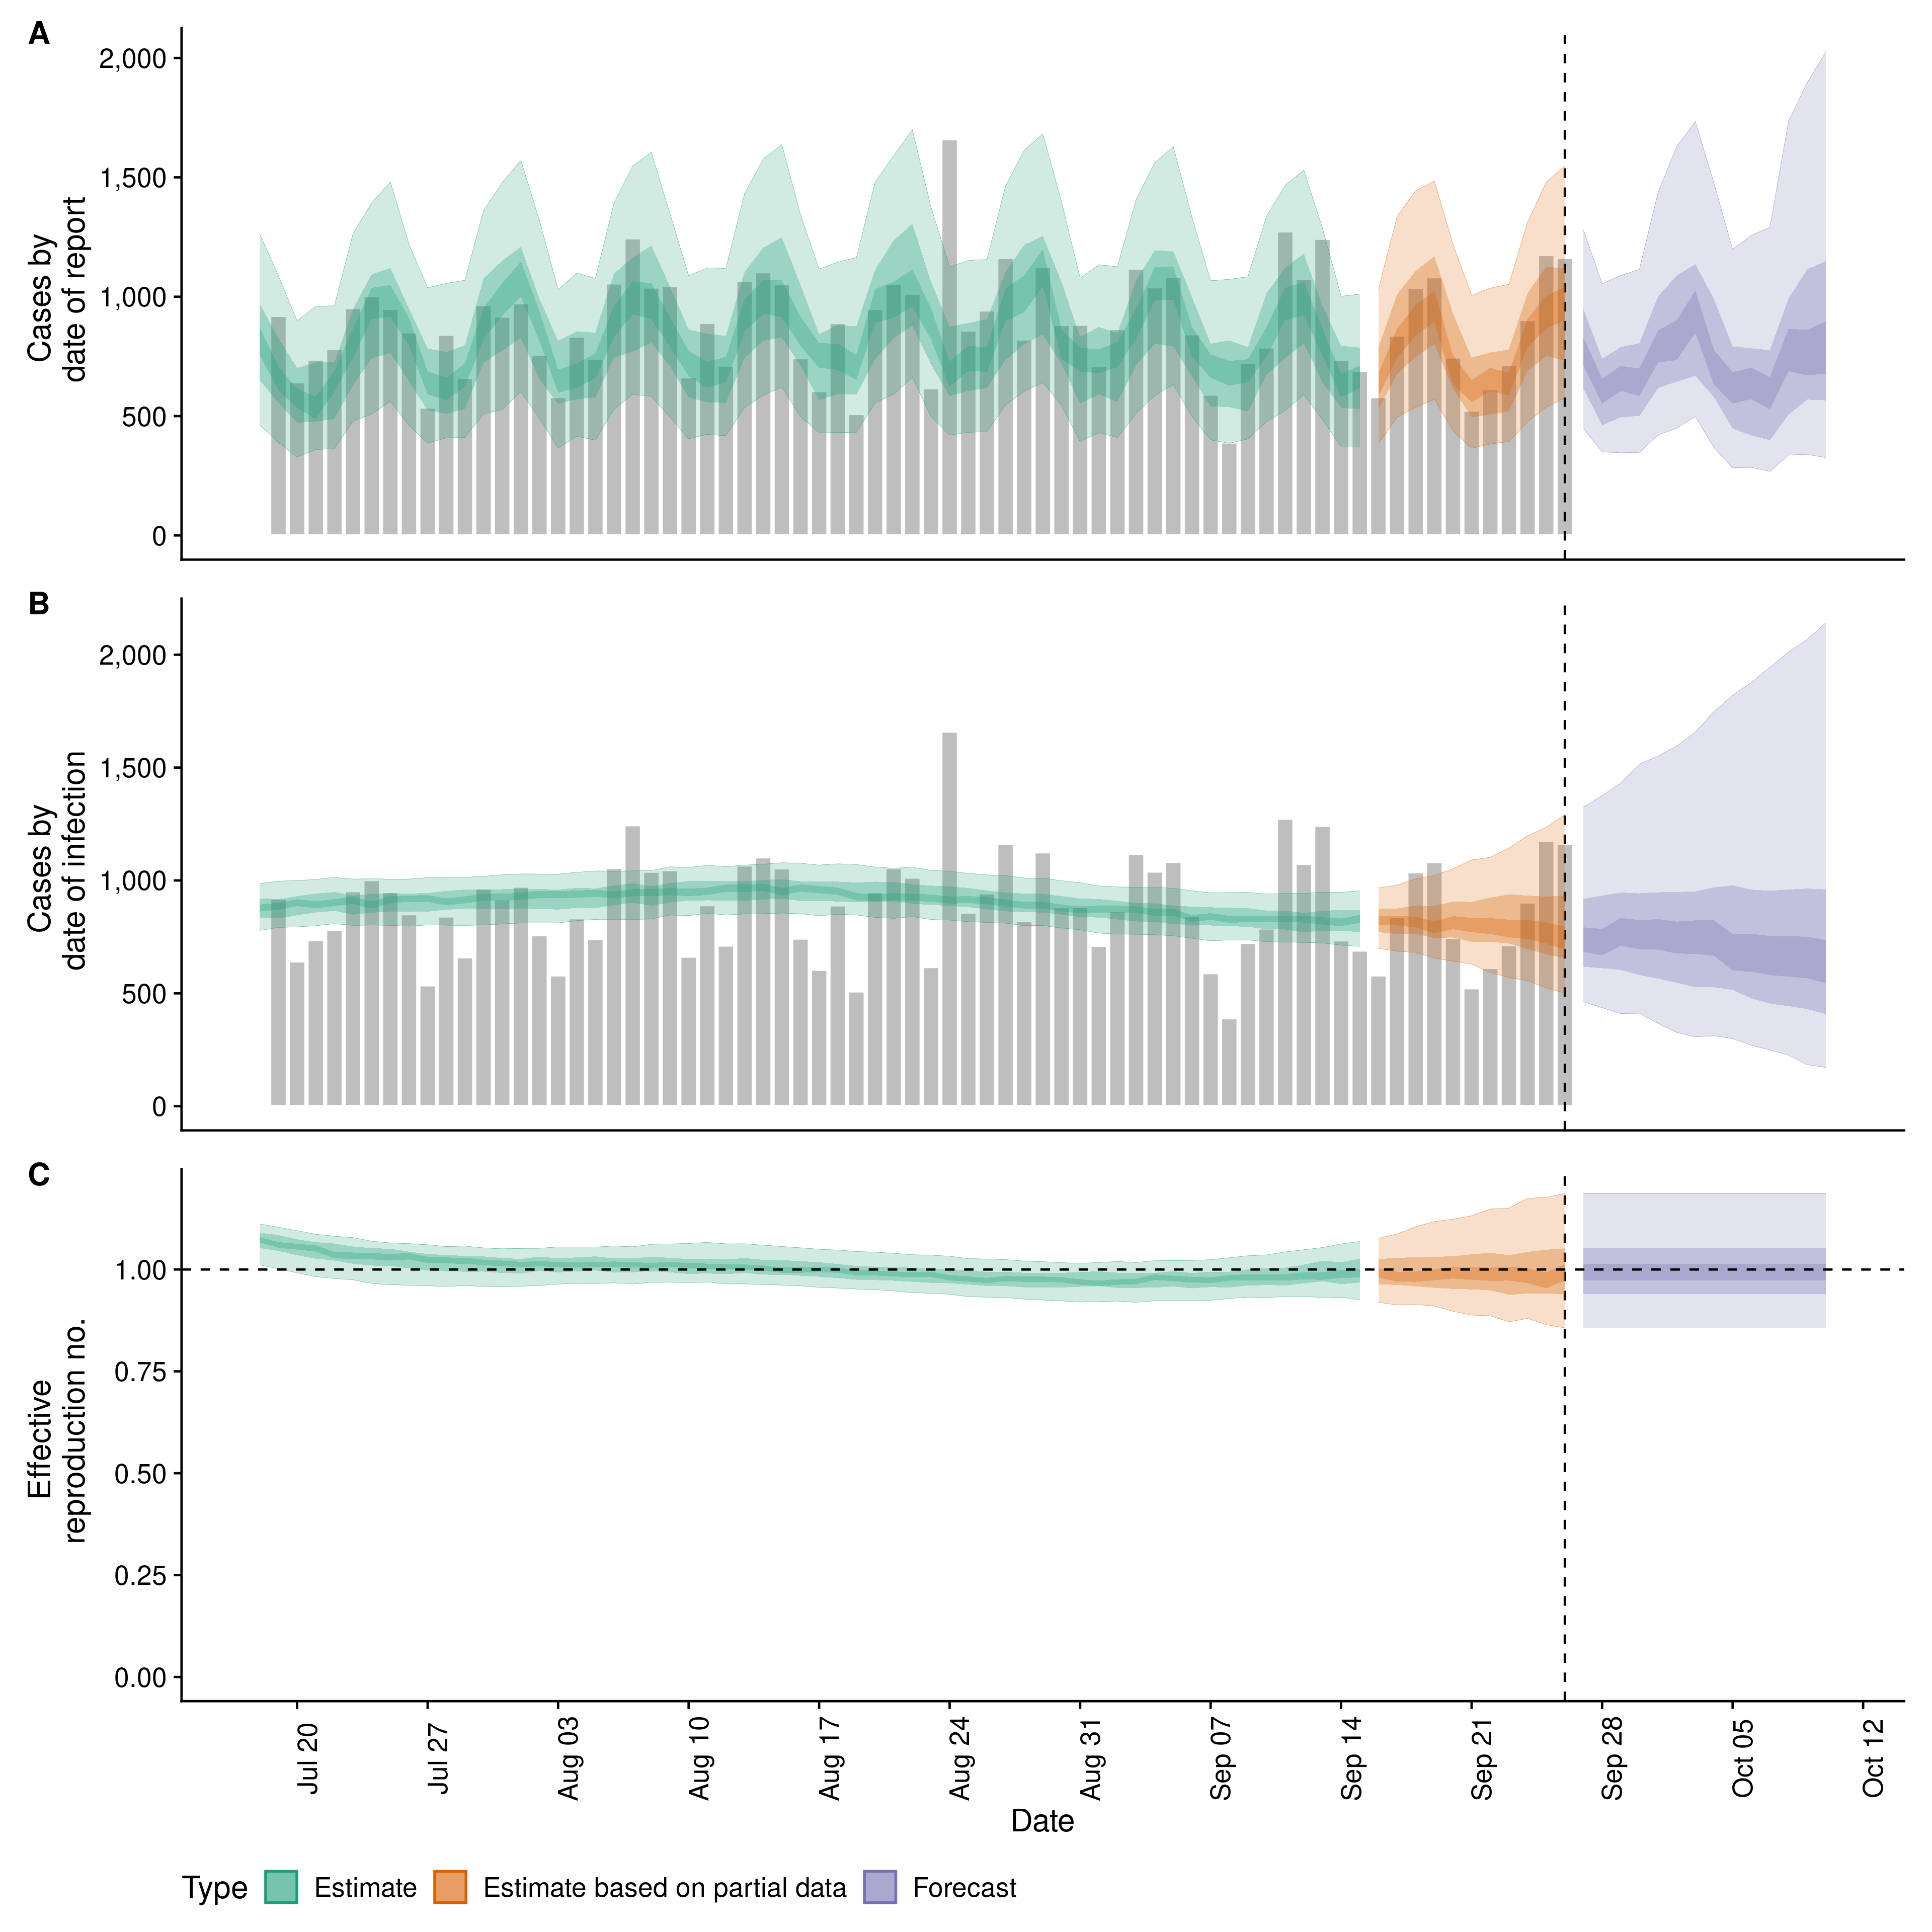 A
Cases by
date of report
2,000
1,500
1,000
500
0
B
Cases by
date of infection
2,000
1,500
1,000
500
0
C
Effective
reproduction no.
1.00
0.75
0.50
0.25
0.00
Jul 20
Jul 27
Aug 03
Aug 10
Aug 17
Aug 24
Aug 31
Sep 07
Sep 14
Sep 21
Sep 28
Oct 05
Oct 12
Date
Type Estimate Estimate based on partial data Forecast